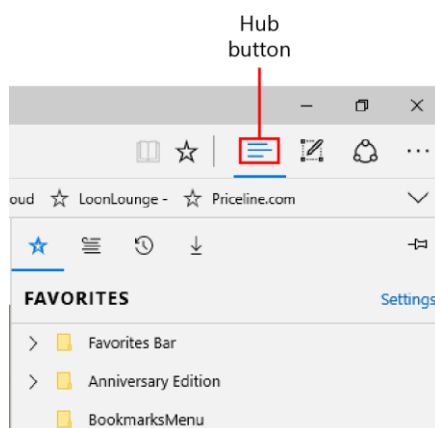 Hub
button
oud LoonLounge - Priceline.com
FAVORITES Settings
Favorites Bar
Anniversary Edition
BookmarksMenu